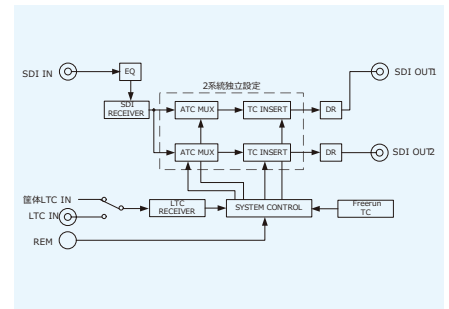 2系統独立設定
SDI IN
EQ
SDI OUT1
SDI RECEIVER
ATC MUX
TC INSERT
DR
ATC MUX
TC INSERT
DR
SDI OUT2
筐体LTC IN
LTC IN
LTC RECEIVER
SYSTEM CONTROL
Freerun TC
REM